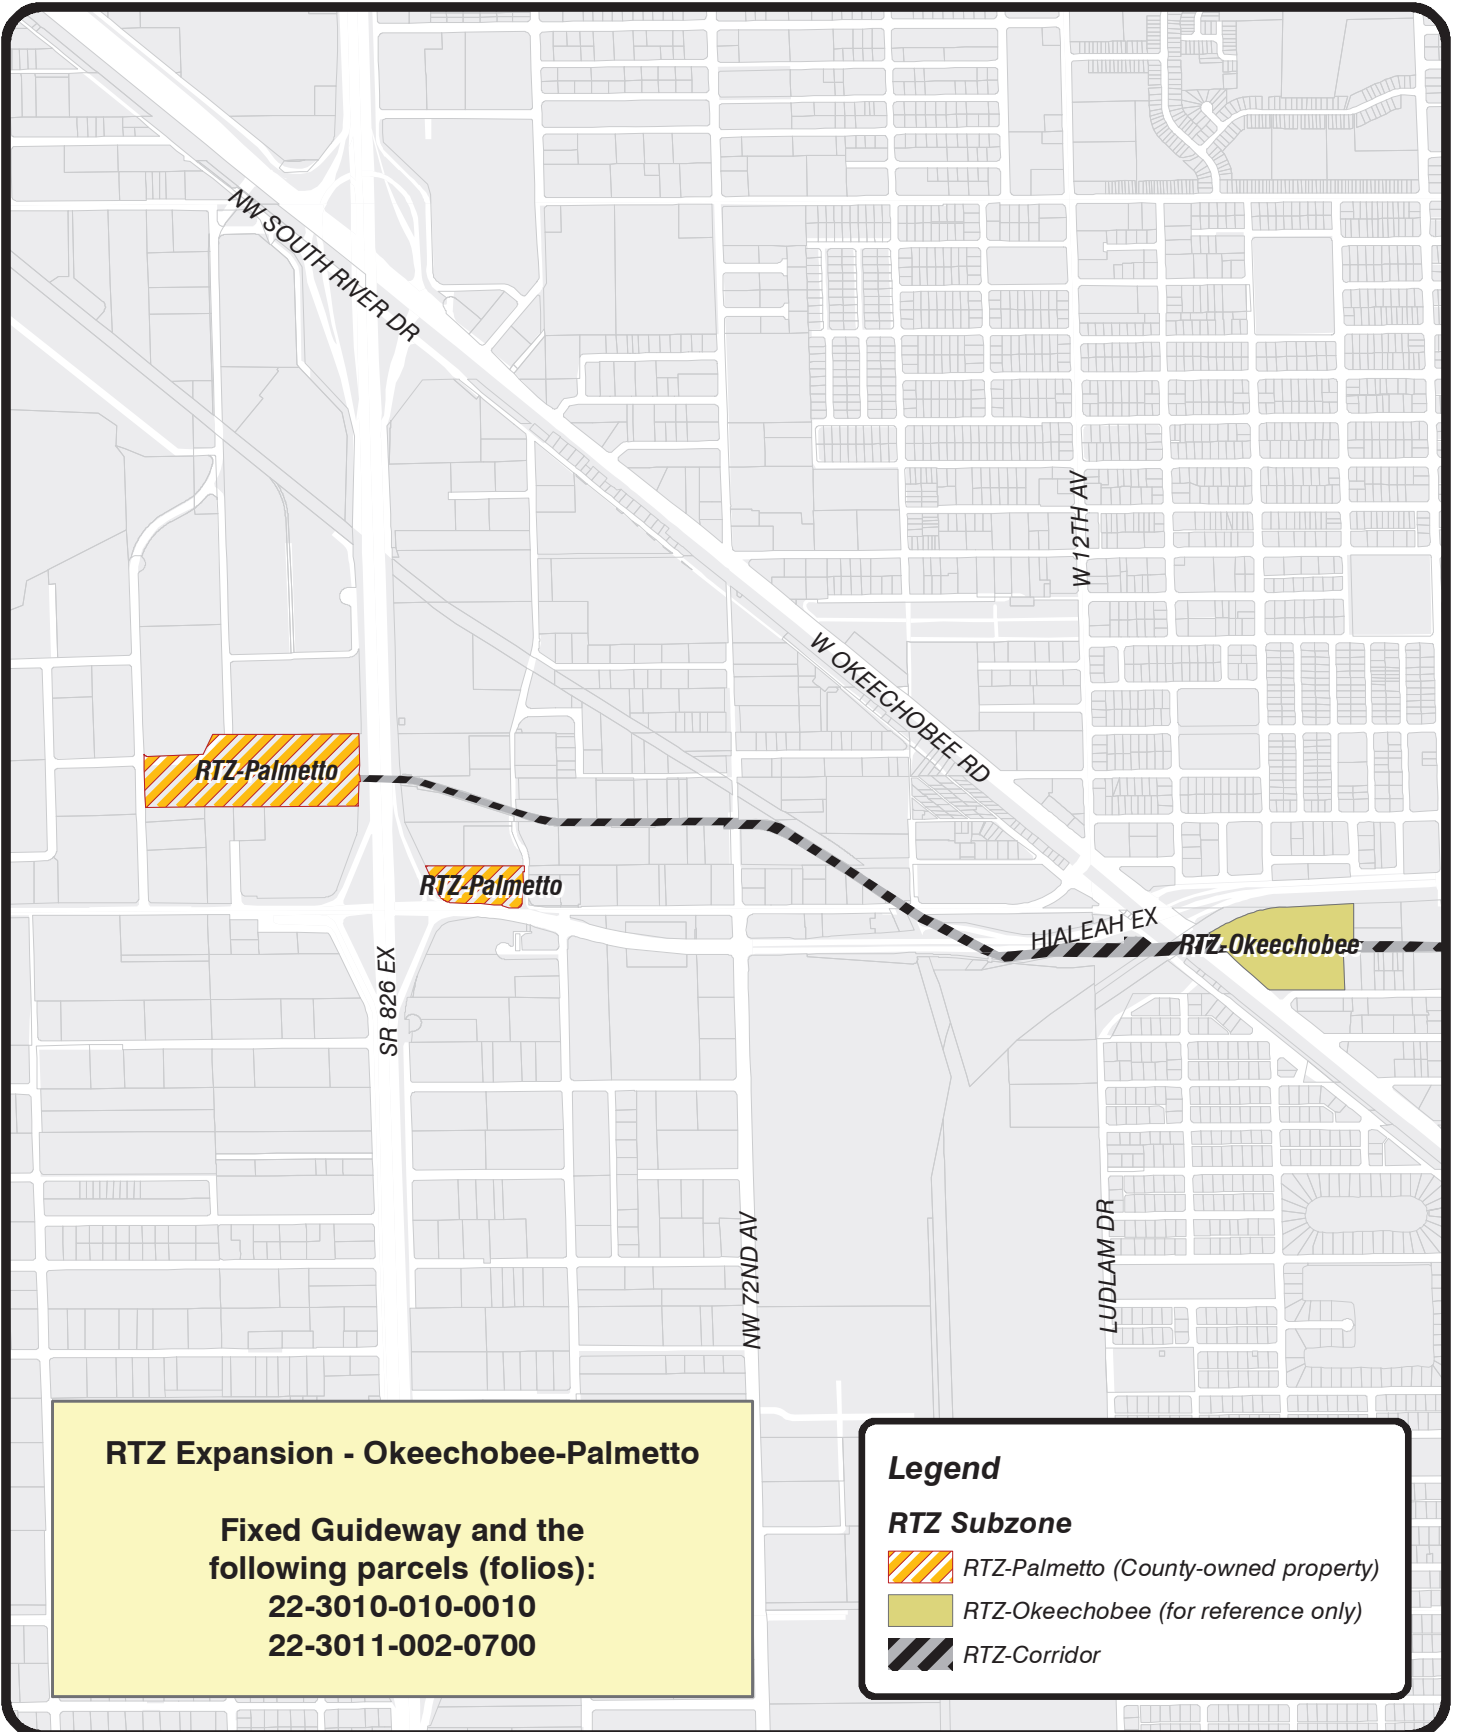 NW SOUTH RIVER DR
W 12TH AV
W OKEECHOBEE RD
RTZ-Palmetto
RTZ-Palmetto
HIALEAH EX
RTZ-Okeechobee
SR 826 EX
NW 72ND AV
LUDLAM DR
RTZ Expansion - Okeechobee-Palmetto
Fixed Guideway and the
following parcels (folios):
22-3010-010-0010
22-3011-002-0700
Legend
RTZ Subzone
RTZ-Palmetto (County-owned property)
RTZ-Okeechobee (for reference only)
RTZ-Corridor